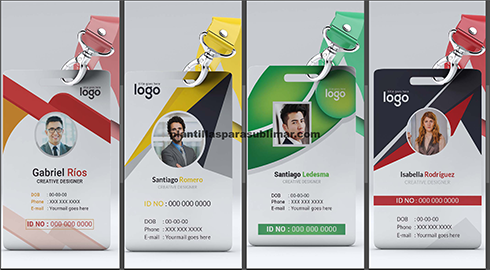 logo
Gabriel Ríos
CREATIVE DESIGNER
DOB : 00-00-00
Phone : XXX XXX XXXX
E-mail : Yourmail goes here
ID NO : 000 000 0000
logo
Santiago Romero
CREATIVE DESIGNER
ID NO : 000 000 0000
DOB : 00-00-00
Phone : XXX XXX XXXX
E-mail : Yourmail goes here
logo
Santiago Ledesma
CREATIVE DESIGNER
DOB : 00-00-00
Phone : XXX XXX XXXX
E-mail : Yourmail goes here
ID NO : 000 000 0000
logo
Isabella Rodríguez
CREATIVE DESIGNER
ID NO : 000 000 0000
DOB : 00-00-00
Phone : XXX XXX XXXX
E-mail : Yourmail goes here
plantillasparasublimar.com